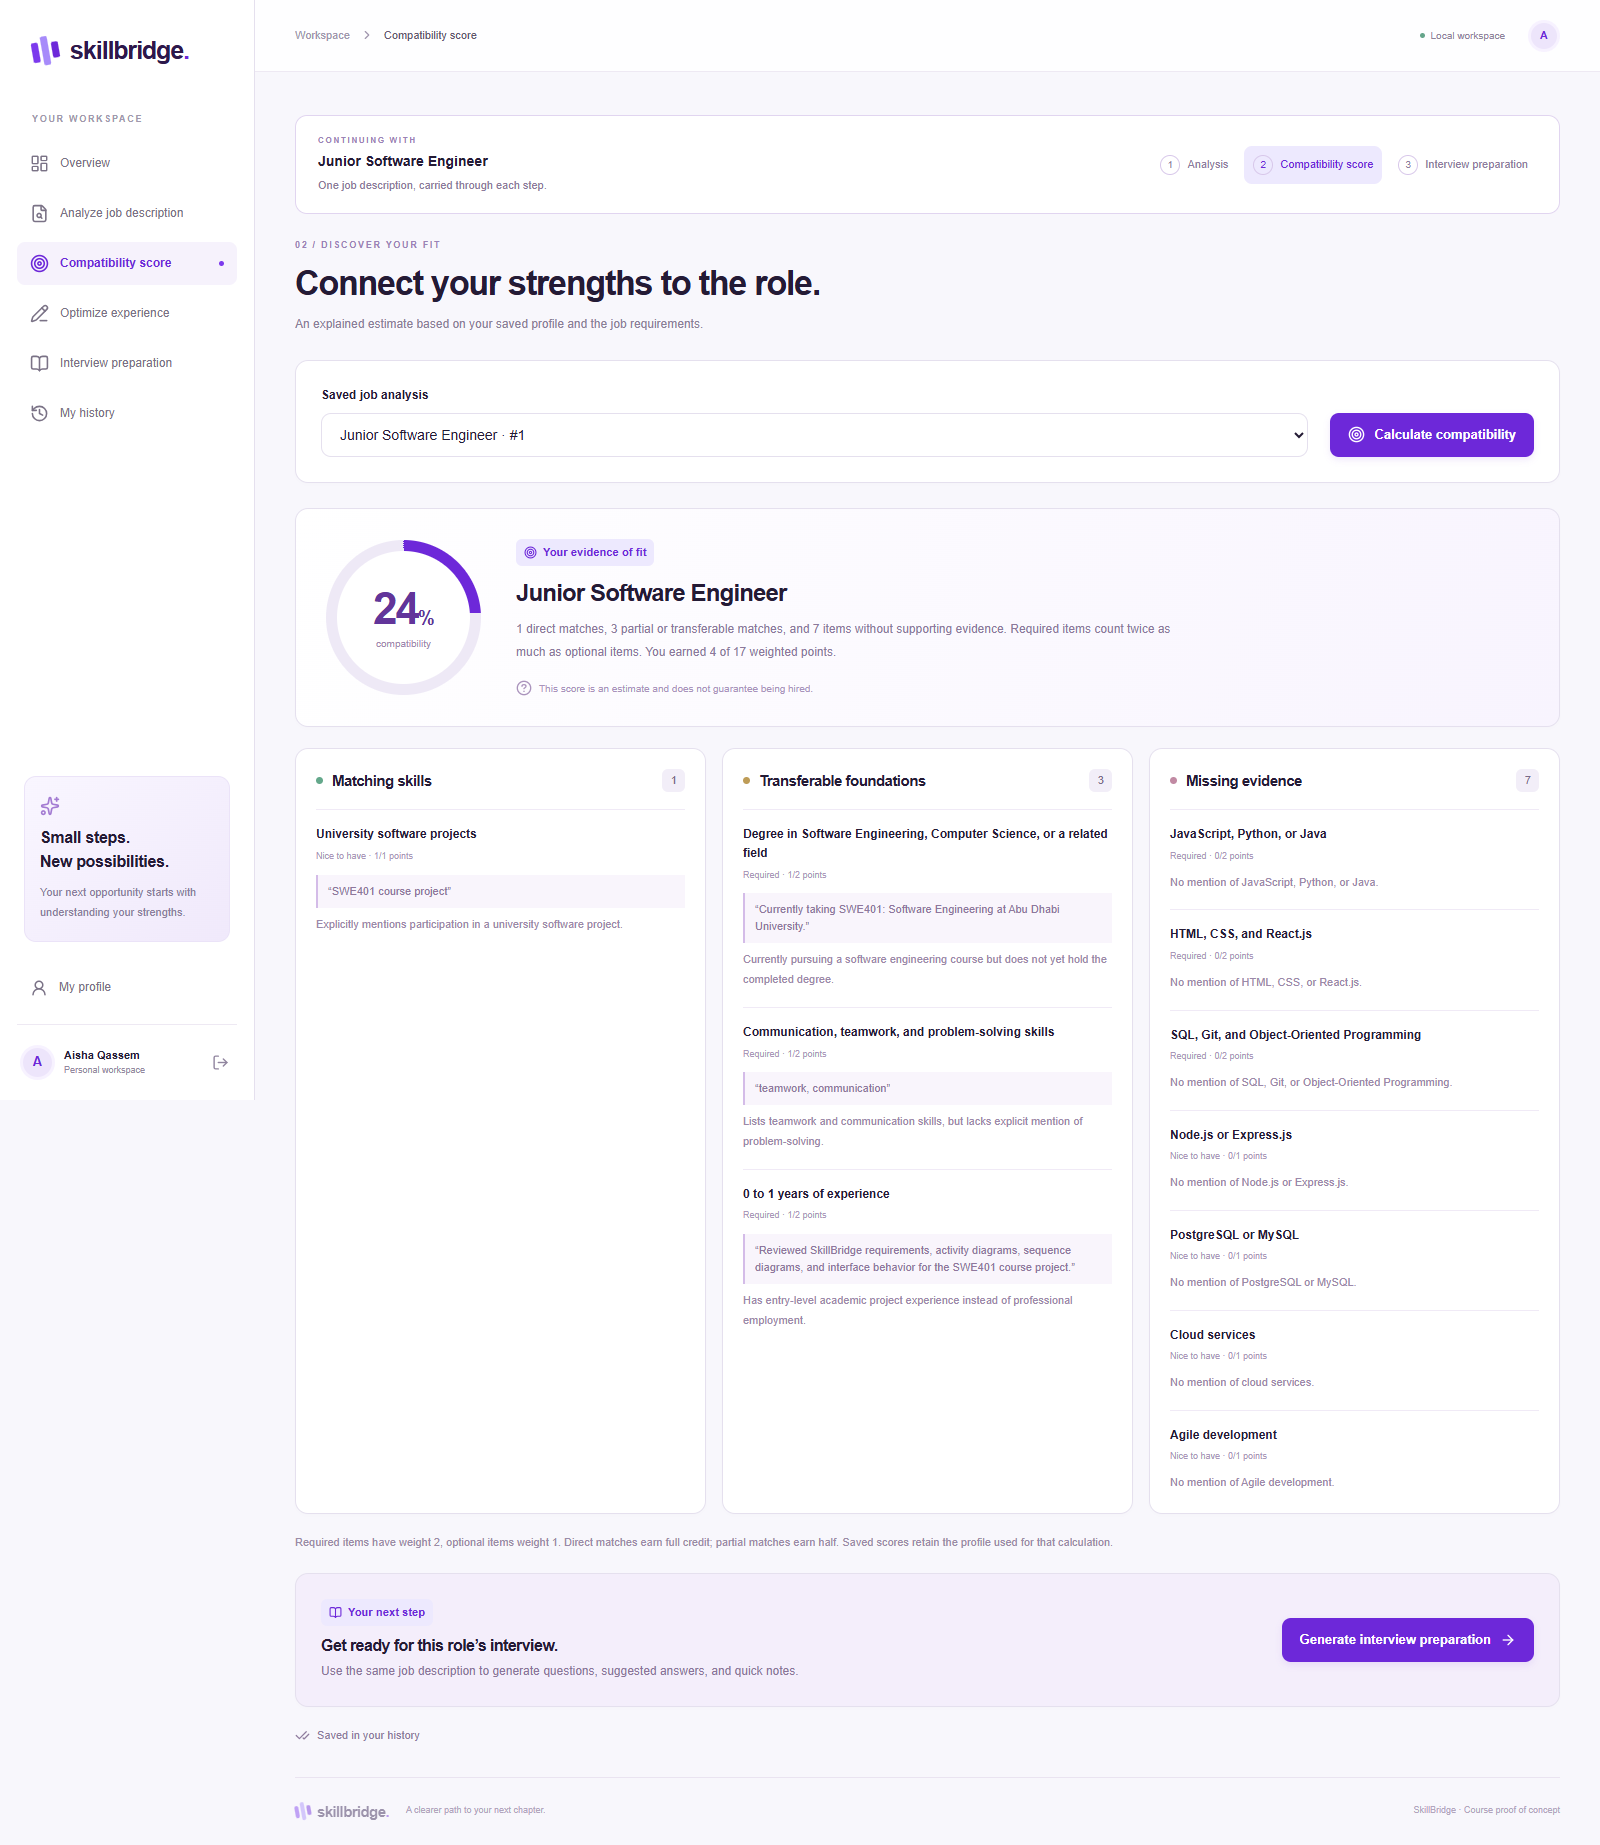 skillbridge.
YOUR WORKSPACE
Overview
Analyze job description
Compatibility score
Optimize experience
Interview preparation
My history
Small steps.
New possibilities.
Your next opportunity starts with
understanding your strengths.
My profile
A
Aisha Qassem
Personal workspace
Workspace
Compatibility score
Local workspace
A
CONTINUING WITH
Junior Software Engineer
One job description, carried through each step.
1 Analysis
2 Compatibility score
3 Interview preparation
02 / DISCOVER YOUR FIT
Connect your strengths to the role.
An explained estimate based on your saved profile and the job requirements.
Saved job analysis
Junior Software Engineer · #1
Calculate compatibility
24%
compatibility
Your evidence of fit
Junior Software Engineer
1 direct matches, 3 partial or transferable matches, and 7 items without supporting evidence. Required items count twice as
much as optional items. You earned 4 of 17 weighted points.
This score is an estimate and does not guarantee being hired.
Matching skills
1
University software projects
Nice to have · 1/1 points
“SWE401 course project”
Explicitly mentions participation in a university software project.
Transferable foundations
3
Degree in Software Engineering, Computer Science, or a related
field
Required · 1/2 points
“Currently taking SWE401: Software Engineering at Abu Dhabi
University.”
Currently pursuing a software engineering course but does not yet hold the
completed degree.
Communication, teamwork, and problem-solving skills
Required · 1/2 points
“teamwork, communication”
Lists teamwork and communication skills, but lacks explicit mention of
problem-solving.
0 to 1 years of experience
Required · 1/2 points
“Reviewed SkillBridge requirements, activity diagrams, sequence
diagrams, and interface behavior for the SWE401 course project.”
Has entry-level academic project experience instead of professional
employment.
Missing evidence
7
JavaScript, Python, or Java
Required · 0/2 points
No mention of JavaScript, Python, or Java.
HTML, CSS, and React.js
Required · 0/2 points
No mention of HTML, CSS, or React.js.
SQL, Git, and Object-Oriented Programming
Required · 0/2 points
No mention of SQL, Git, or Object-Oriented Programming.
Node.js or Express.js
Nice to have · 0/1 points
No mention of Node.js or Express.js.
PostgreSQL or MySQL
Nice to have · 0/1 points
No mention of PostgreSQL or MySQL.
Cloud services
Nice to have · 0/1 points
No mention of cloud services.
Agile development
Nice to have · 0/1 points
No mention of Agile development.
Required items have weight 2, optional items weight 1. Direct matches earn full credit; partial matches earn half. Saved scores retain the profile used for that calculation.
Your next step
Get ready for this role’s interview.
Use the same job description to generate questions, suggested answers, and quick notes.
Generate interview preparation
Saved in your history
skillbridge.
A clearer path to your next chapter.
SkillBridge · Course proof of concept